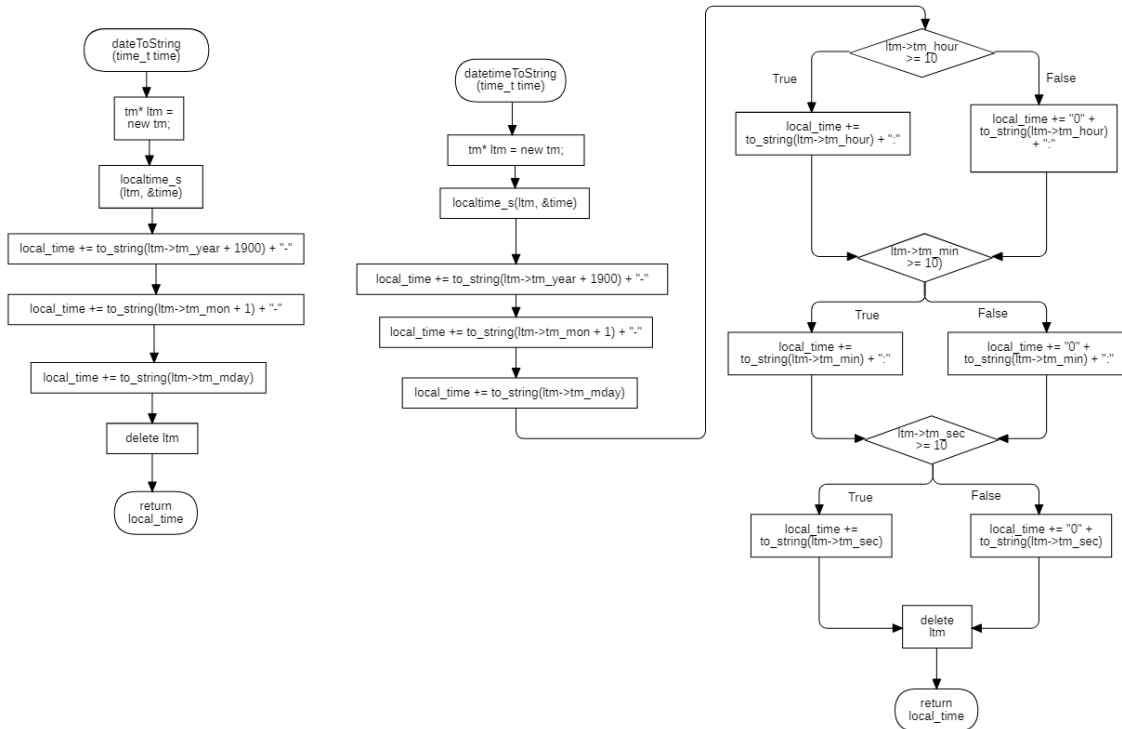 dateToString
(time_t time)
tm* ltm =
new tm;
localtime_s
(ltm, &time)
local_time += to_string(ltm->tm_year + 1900) + "-"
local_time += to_string(ltm->tm_mon + 1) + "-"
local_time += to_string(ltm->tm_mday)
delete ltm
return
local_time
datetimeToString
(time_t time)
tm* ltm = new tm;
localtime_s(ltm, &time)
local_time += to_string(ltm->tm_year + 1900) + "-"
local_time += to_string(ltm->tm_mon + 1) + "-"
local_time += to_string(ltm->tm_mday)
ltm->tm_hour
>= 10
True
False
local_time +=
to_string(ltm->tm_hour) + ":"
local_time += "0" +
to_string(ltm->tm_hour)
+ ":"
ltm->tm_min
>= 10)
True
False
local_time +=
to_string(ltm->tm_min) + ":"
local_time += "0" +
to_string(ltm->tm_min) + ":"
ltm->tm_sec
>= 10
True
False
local_time +=
to_string(ltm->tm_sec)
local_time += "0" +
to_string(ltm->tm_sec)
delete
ltm
return
local_time